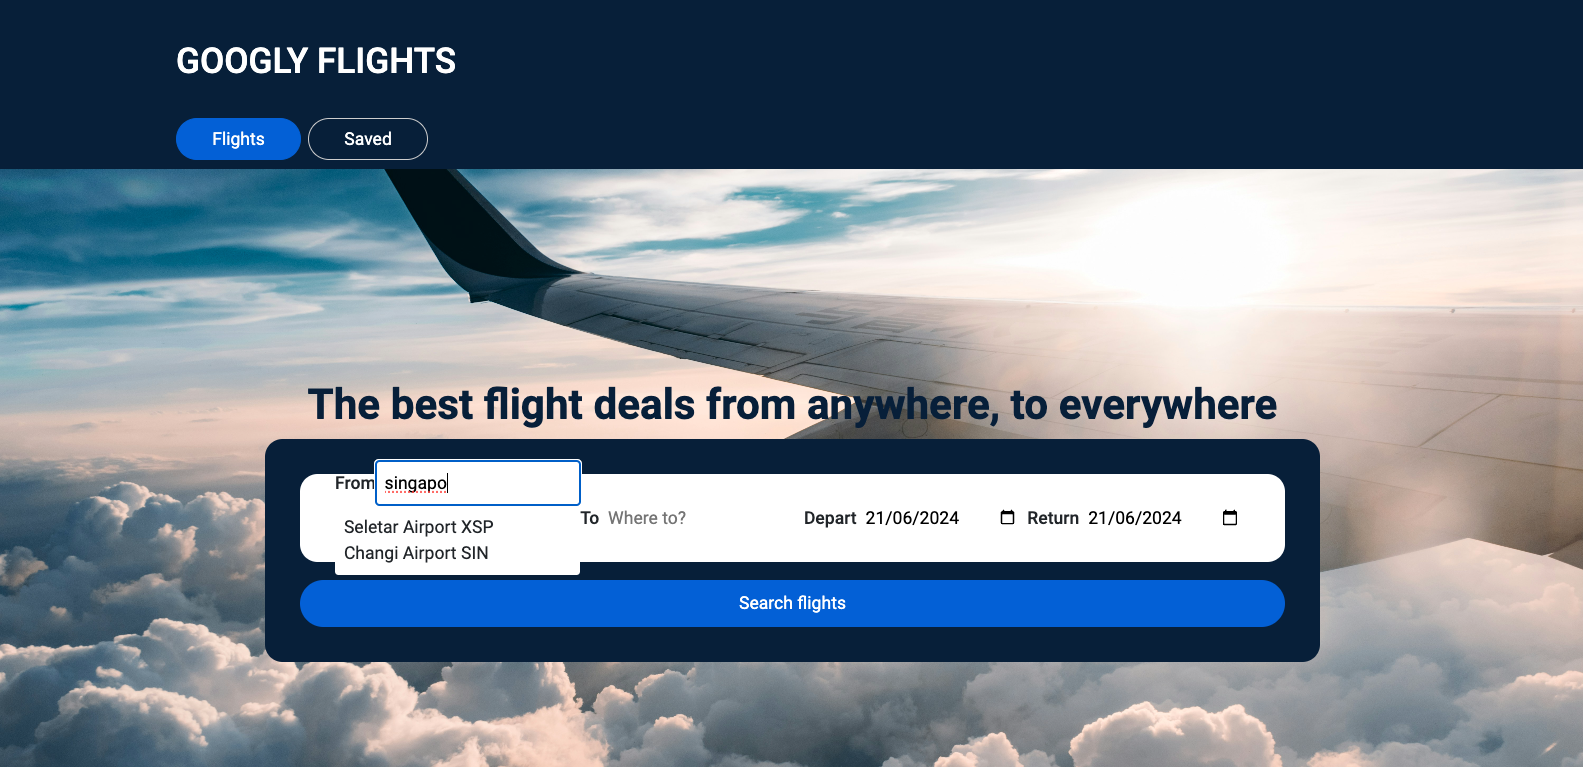 GOOGLY FLIGHTS
Flights Saved
The best flight deals from anywhere, to everywhere
From singapo
Seletar Airport XSP
Changi Airport SIN
To Where to? Depart 21/06/2024 Return 21/06/2024
Search flights